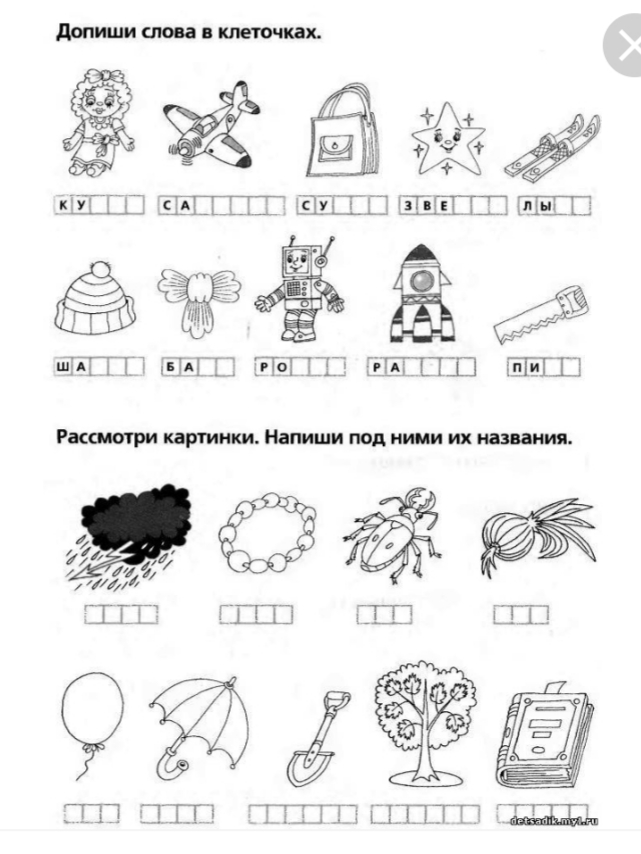 Допиши слова в клеточках.
КУ СА СУ ЗВЕ ЛЫ
ША БА РО РА ПИ
Рассмотри картинки. Напиши под ними их названия.
detsadik.my1.ru